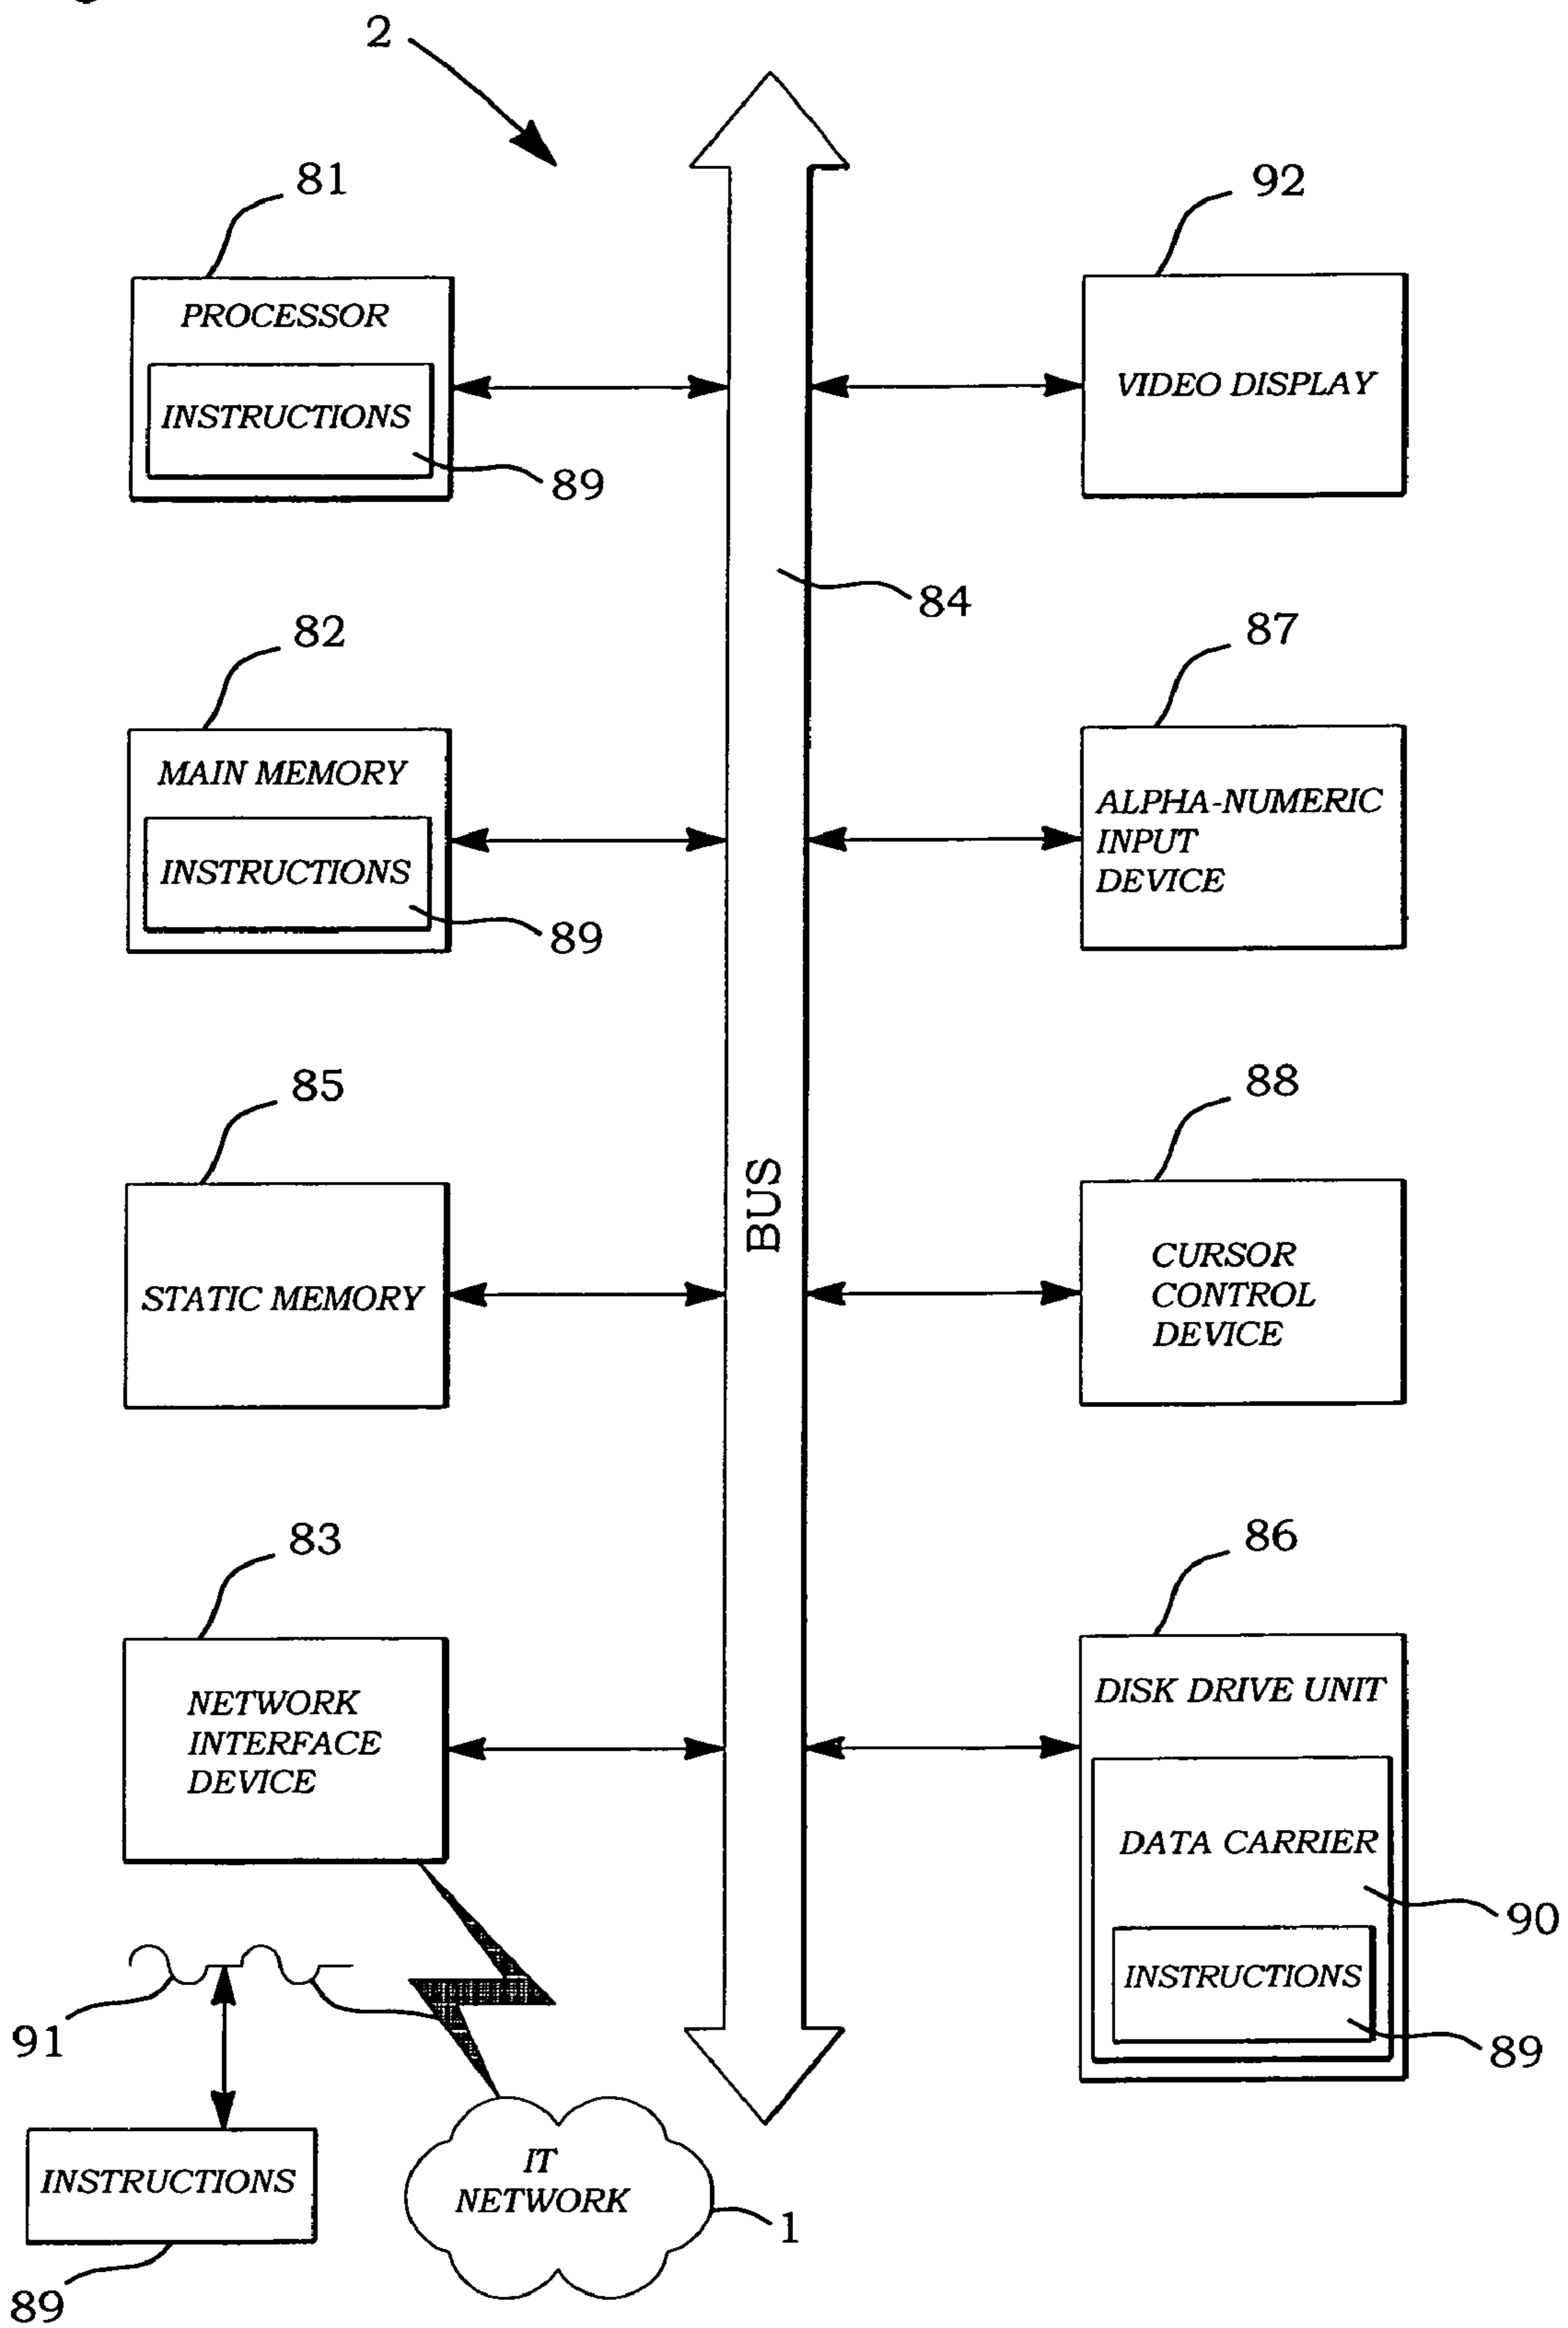 2
81
PROCESSOR
INSTRUCTIONS
89
92
VIDEO DISPLAY
84
82
MAIN MEMORY
INSTRUCTIONS
89
87
ALPHA-NUMERIC
INPUT
DEVICE
85
STATIC MEMORY
BUS
88
CURSOR
CONTROL
DEVICE
83
NETWORK
INTERFACE
DEVICE
86
DISK DRIVE UNIT
DATA CARRIER
90
INSTRUCTIONS
89
91
INSTRUCTIONS
89
IT
NETWORK
1